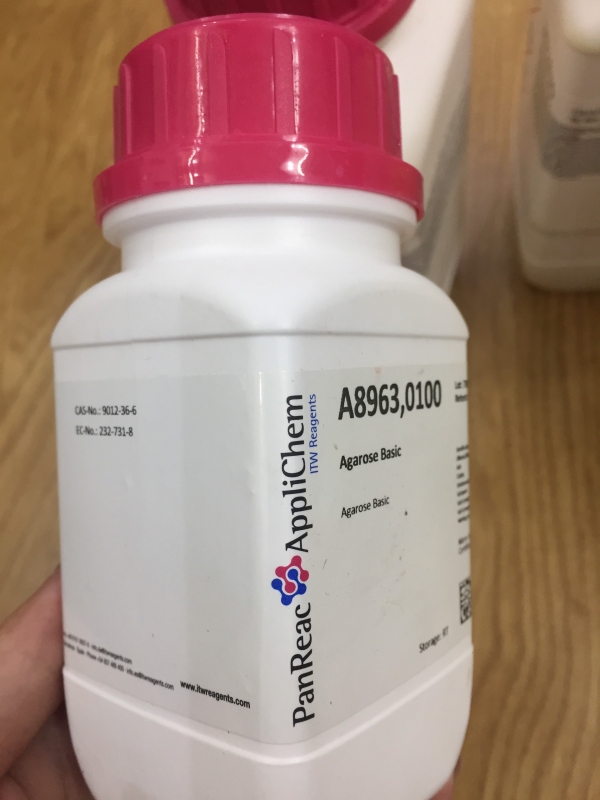 CAS-No.: 9012-36-6
EC-No.: 232-731-8
www.itwreagents.com
PanReac AppliChem
ITW Reagents
A8963,0100
Agarose Basic
Agarose Basic
Storage: RT